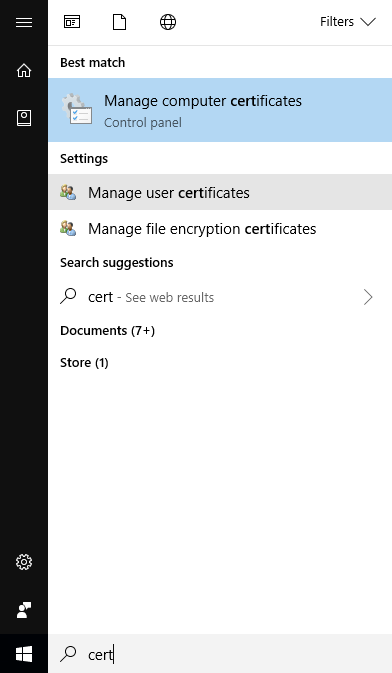 Filters
Best match
Manage computer certificates
Control panel
Settings
Manage user certificates
Manage file encryption certificates
Search suggestions
cert - See web results
Documents (7+)
Store (1)
cert